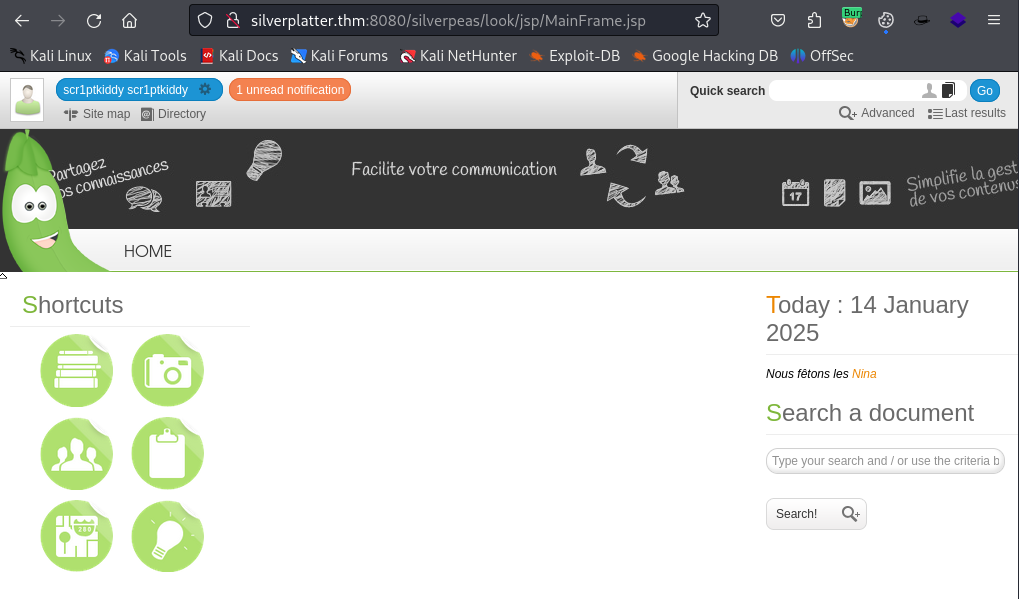 silverplatter.thm:8080/silverpeas/look/jsp/MainFrame.jsp
Burp
Kali Linux Kali Tools Kali Docs Kali Forums Kali NetHunter Exploit-DB Google Hacking DB OffSec
scr1ptkiddy scr1ptkiddy 1 unread notification Quick search Go
Site map Directory Advanced Last results
Partagez
vos connaissances
Facilite votre communication
17
Simplifie la gest
de vos contenus
HOME
Shortcuts
Today : 14 January
2025
Nous fêtons les Nina
Search a document
Type your search and / or use the criteria b
Search!